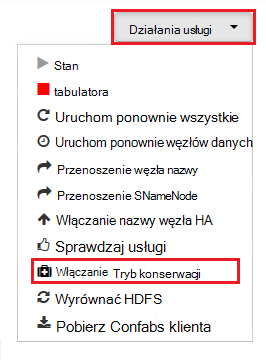 Działania usługi
Stan
tabulatora
Uruchom ponownie wszystkie
Uruchom ponownie węzłów danych
Przenoszenie węzła nazwy
Przenoszenie SNameNode
Włączanie nazwy węzła HA
Sprawdzaj usługi
Włączanie Tryb konserwacji
Wyrównać HDFS
Pobierz Confabs klienta